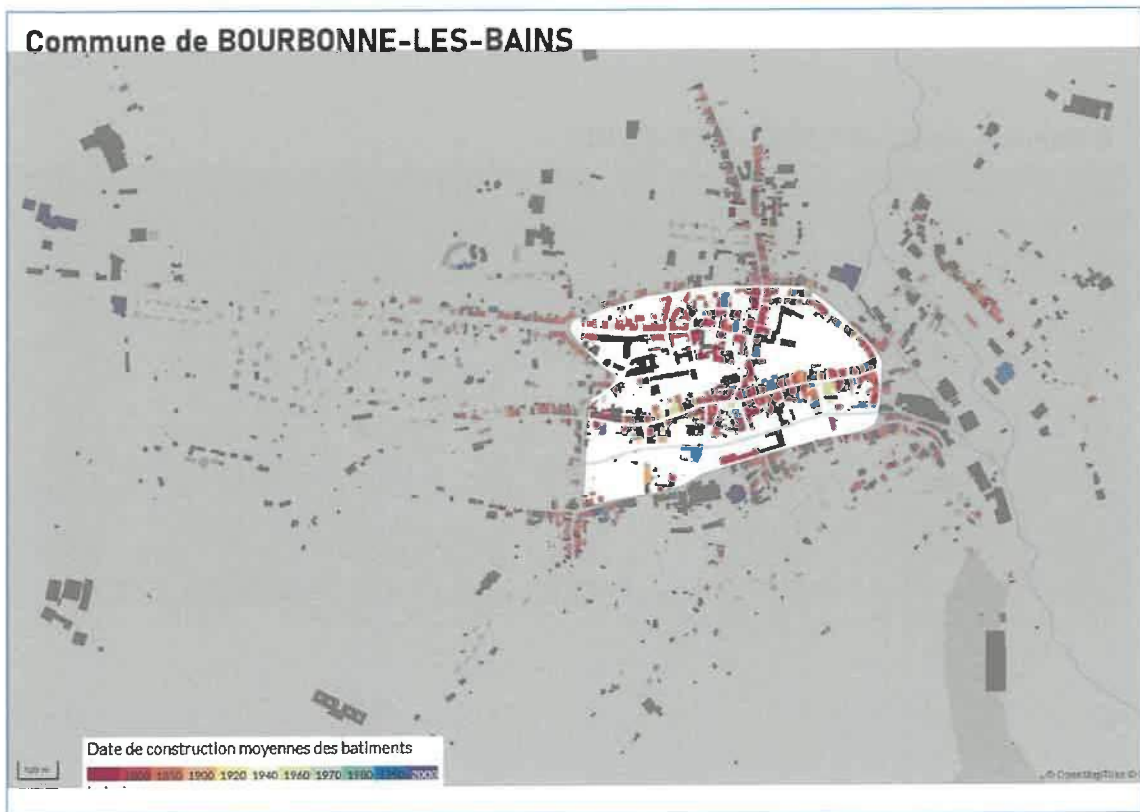 Commune de BOURBONNE-LES-BAINS
Date de construction moyennes des batiments
1800 1850 1900 1920 1940 1960 1970 1980 1990 2000
© OpenMapTiles ©